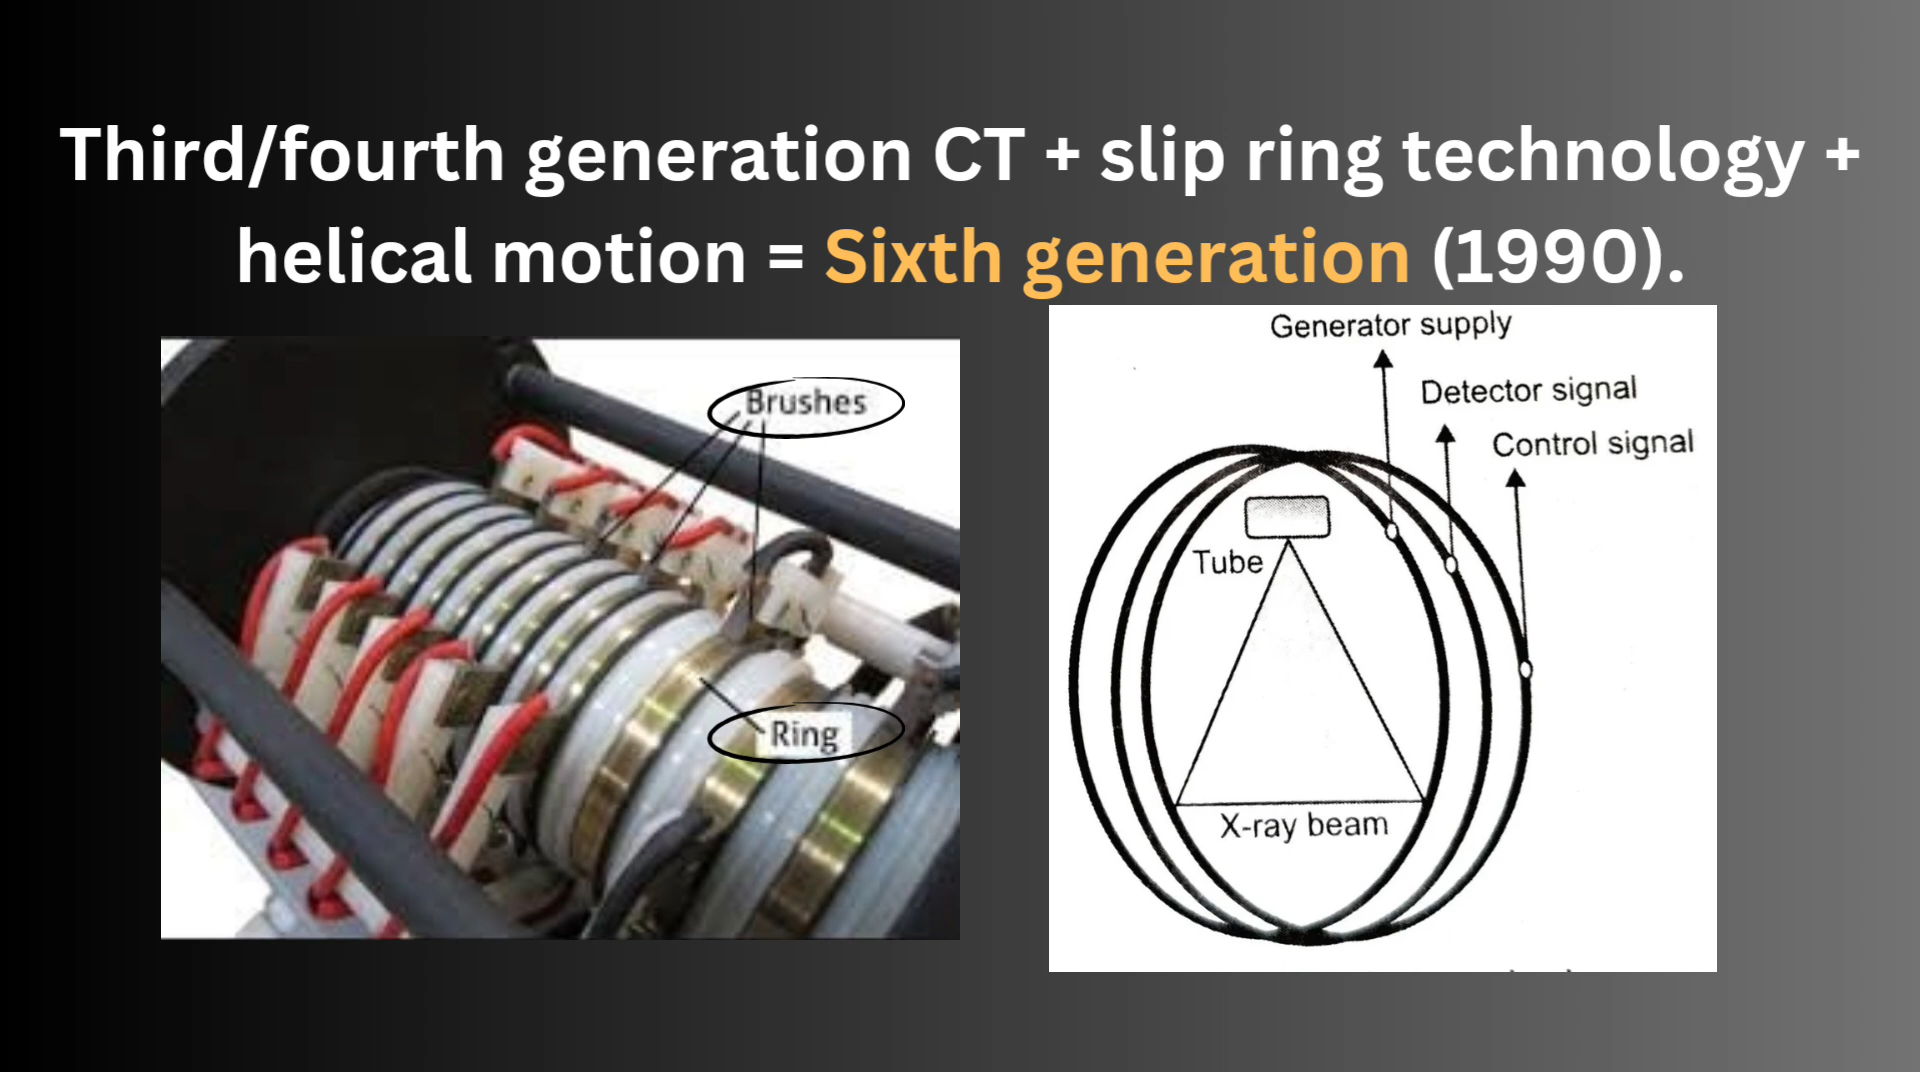 Third/fourth generation CT + slip ring technology +
helical motion = Sixth generation (1990).
Brushes
Ring
Generator supply
Detector signal
Control signal
Tube
X-ray beam